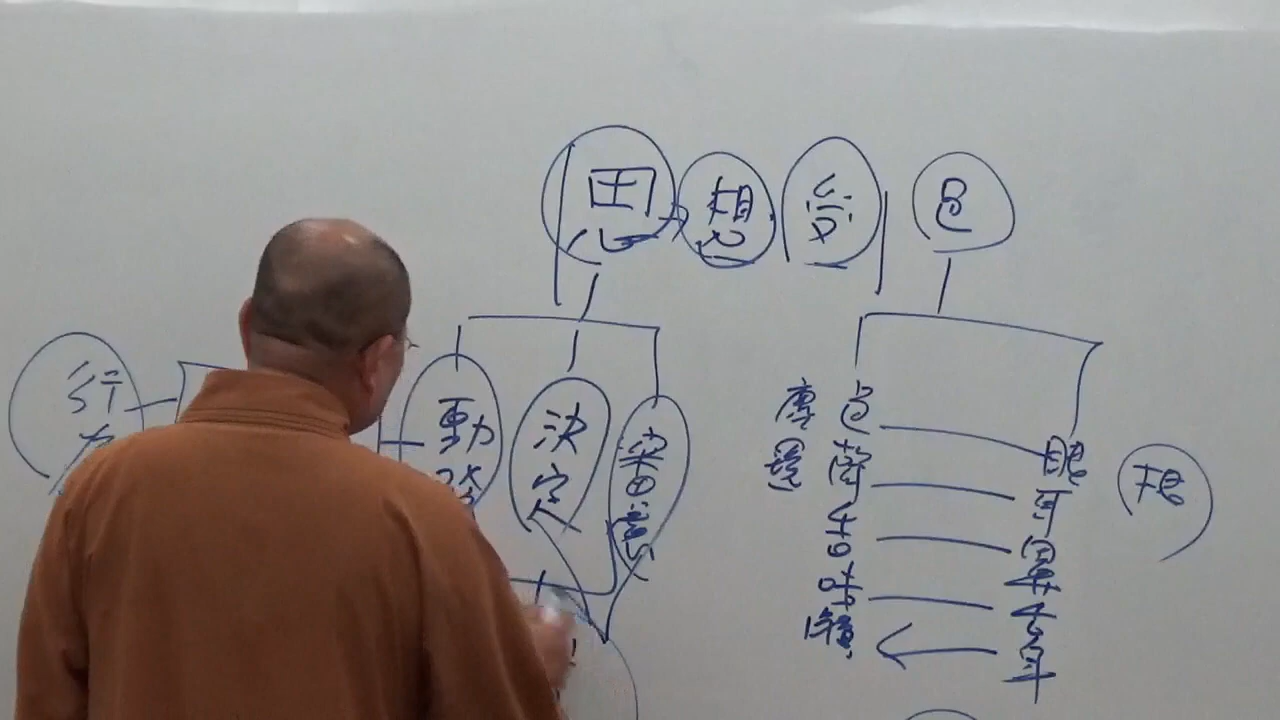 思 想 受 色
行 動 決定 審慮
塵境 色 聲 香 味 觸
眼 耳 鼻 舌 身
根